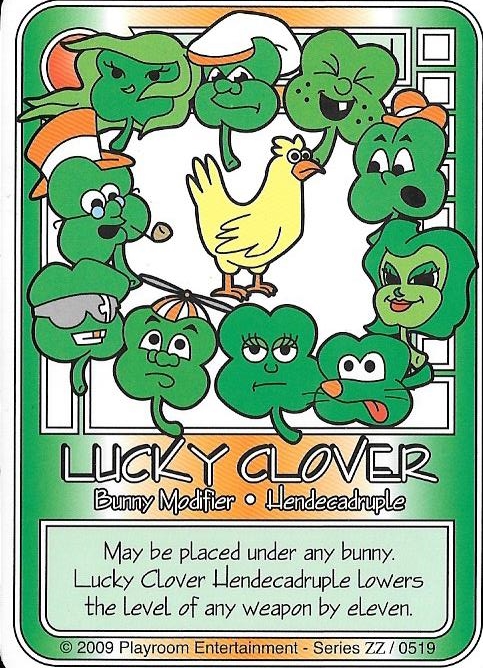 LUCKY CLOVER
Bunny Modifier • Hendecadruple
May be placed under any bunny.
Lucky Clover Hendecadruple lowers
the level of any weapon by eleven.
© 2009 Playroom Entertainment - Series ZZ / 0519